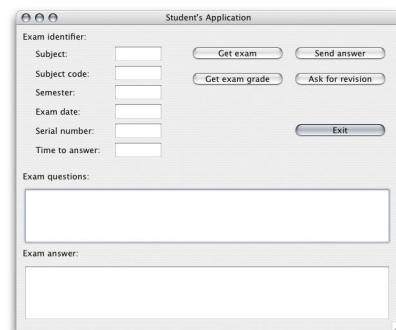 Student's Application
Exam identifier:
Subject:
Get exam
Send answer
Subject code:
Get exam grade
Ask for revision
Semester:
Exam date:
Serial number:
Exit
Time to answer:
Exam questions:
Exam answer: